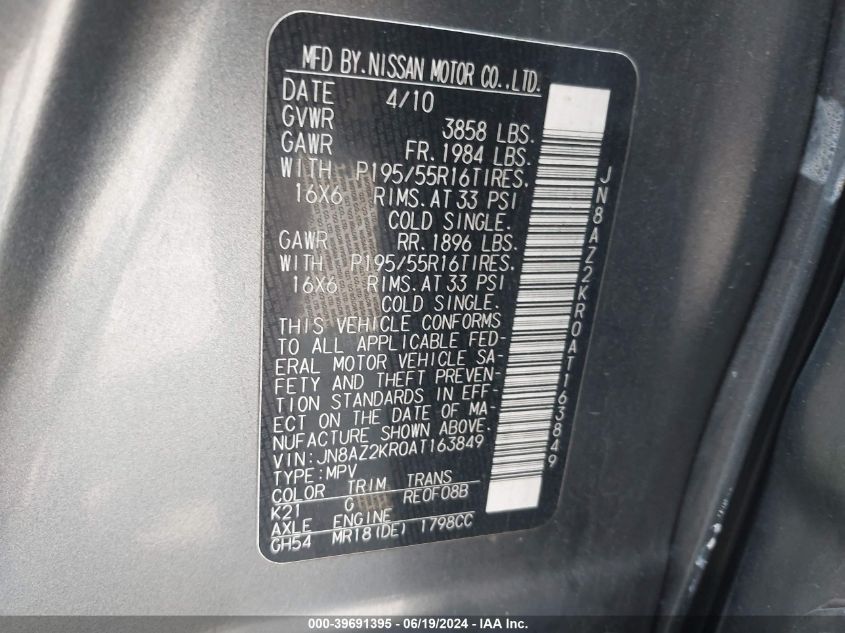 MFD BY.NISSAN MOTOR CO.,LTD.
DATE 4/10
GVWR 3858 LBS.
GAWR FR.1984 LBS.
WITH P195/55R16TIRES.
16X6 RIMS.AT 33 PSI
COLD SINGLE.
GAWR RR.1896 LBS.
WITH P195/55R16TIRES.
16X6 RIMS.AT 33 PSI
COLD SINGLE.
THIS VEHICLE CONFORMS
TO ALL APPLICABLE FED-
ERAL MOTOR VEHICLE SA-
FETY AND THEFT PREVEN-
TION STANDARDS IN EFF-
ECT ON THE DATE OF MA-
NUFACTURE SHOWN ABOVE.
VIN:JN8AZ2KR0AT163849
TYPE:MPV
COLOR TRIM TRANS
K21 G RE0F08B
AXLE ENGINE
GH54 MR18(DE) 1798CC
JN8AZ2KR0AT163849
000-39691395 - 06/19/2024 - IAA Inc.